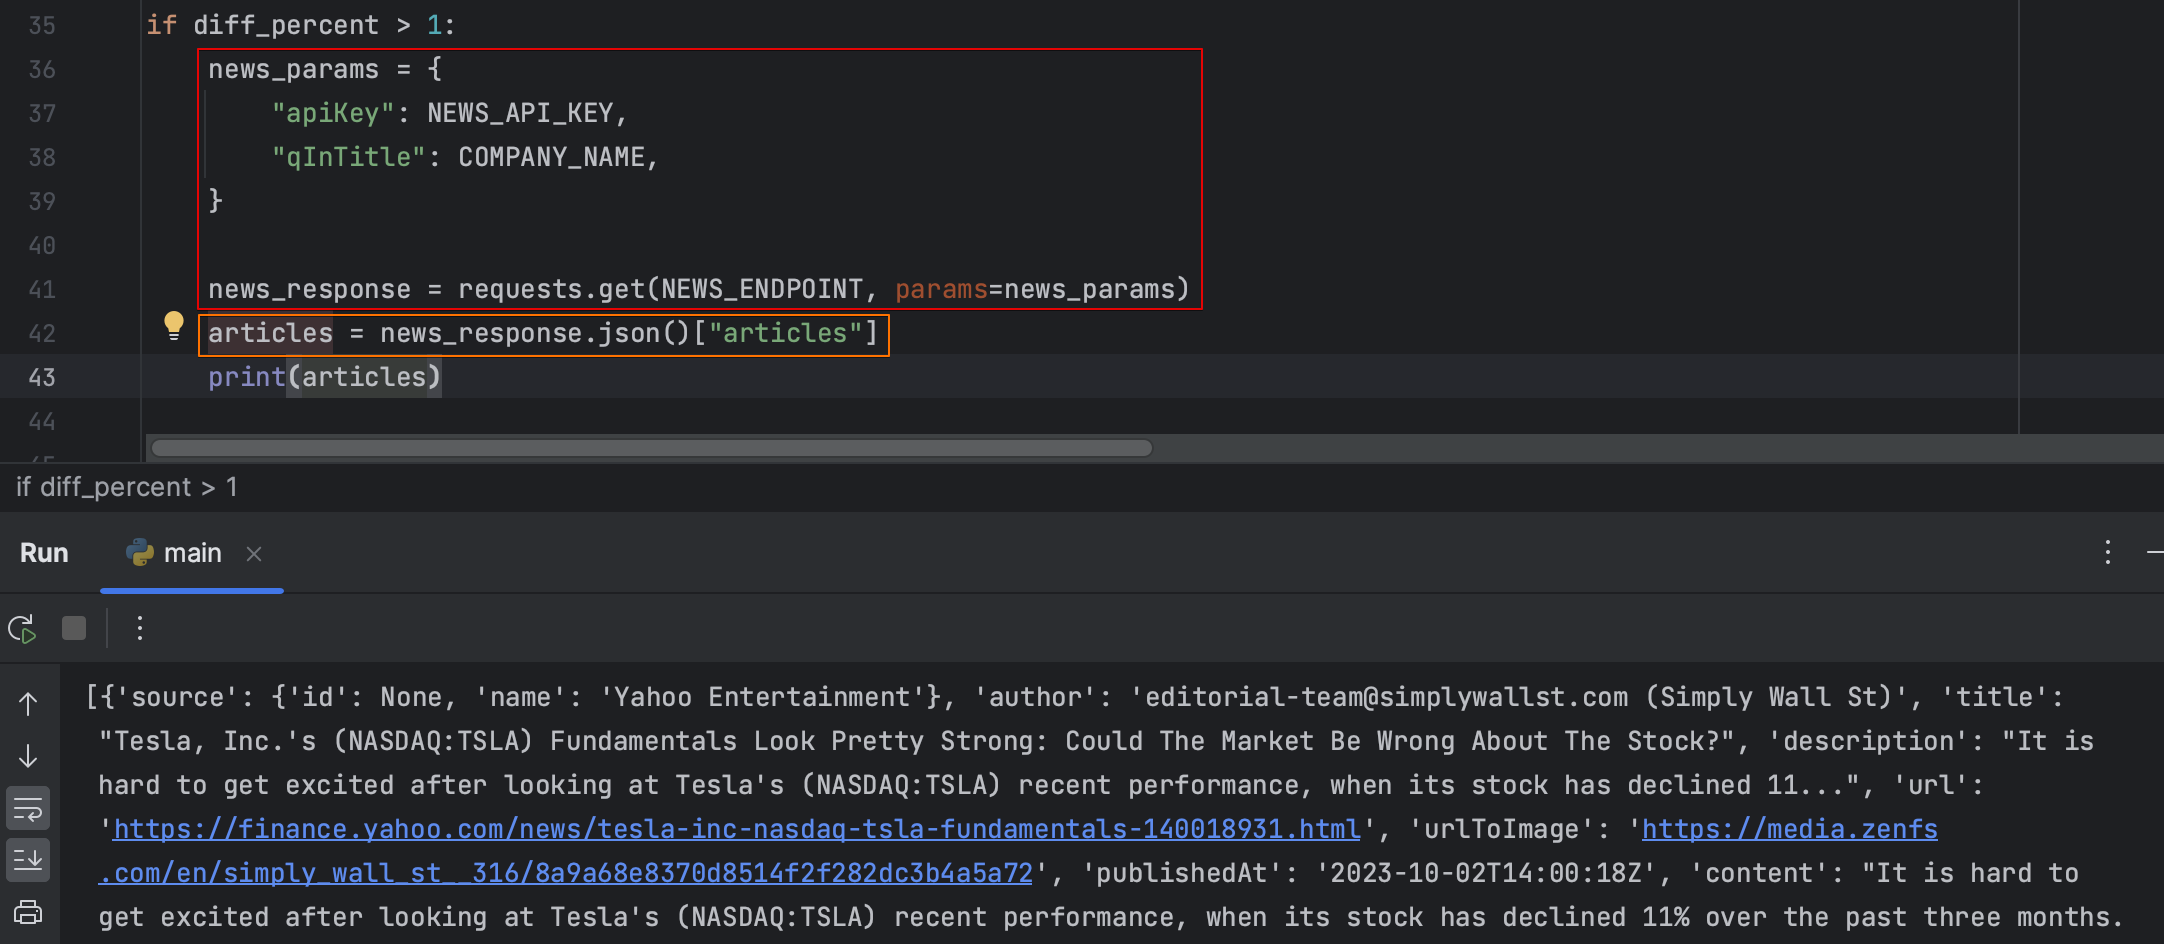 35 if diff_percent > 1:
36 news_params = {
37 "apiKey": NEWS_API_KEY,
38 "qInTitle": COMPANY_NAME,
39 }
40
41 news_response = requests.get(NEWS_ENDPOINT, params=news_params)
42 articles = news_response.json()["articles"]
43 print(articles)
44
45
if diff_percent > 1
Run main
[{'source': {'id': None, 'name': 'Yahoo Entertainment'}, 'author': 'editorial-team@simplywallst.com (Simply Wall St)', 'title':
"Tesla, Inc.'s (NASDAQ:TSLA) Fundamentals Look Pretty Strong: Could The Market Be Wrong About The Stock?", 'description': "It is
hard to get excited after looking at Tesla's (NASDAQ:TSLA) recent performance, when its stock has declined 11...", 'url':
'https://finance.yahoo.com/news/tesla-inc-nasdaq-tsla-fundamentals-140018931.html', 'urlToImage': 'https://media.zenfs
.com/en/simply_wall_st__316/8a9a68e8370d8514f2f282dc3b4a5a72', 'publishedAt': '2023-10-02T14:00:18Z', 'content': "It is hard to
get excited after looking at Tesla's (NASDAQ:TSLA) recent performance, when its stock has declined 11% over the past three months.